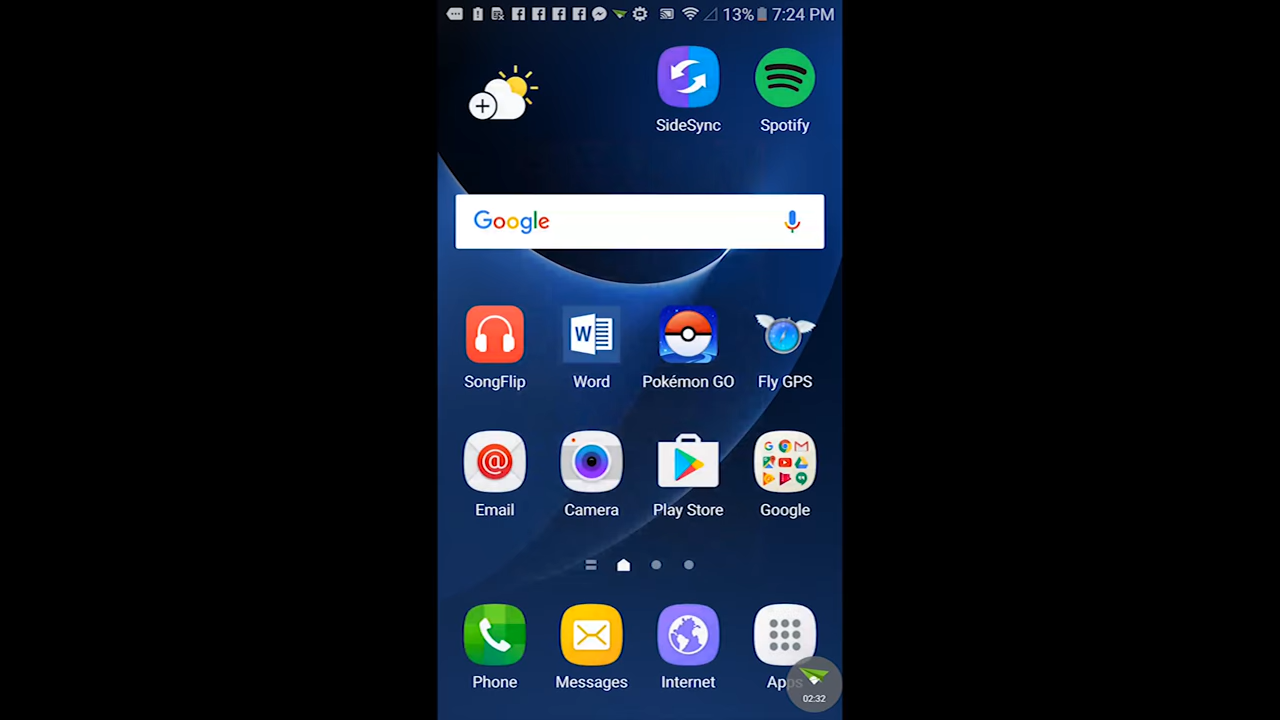 13% 7:24 PM
SideSync Spotify
Google
W
SongFlip Word Pokémon GO Fly GPS
Email Camera Play Store Google
Phone Messages Internet Apps
02:32